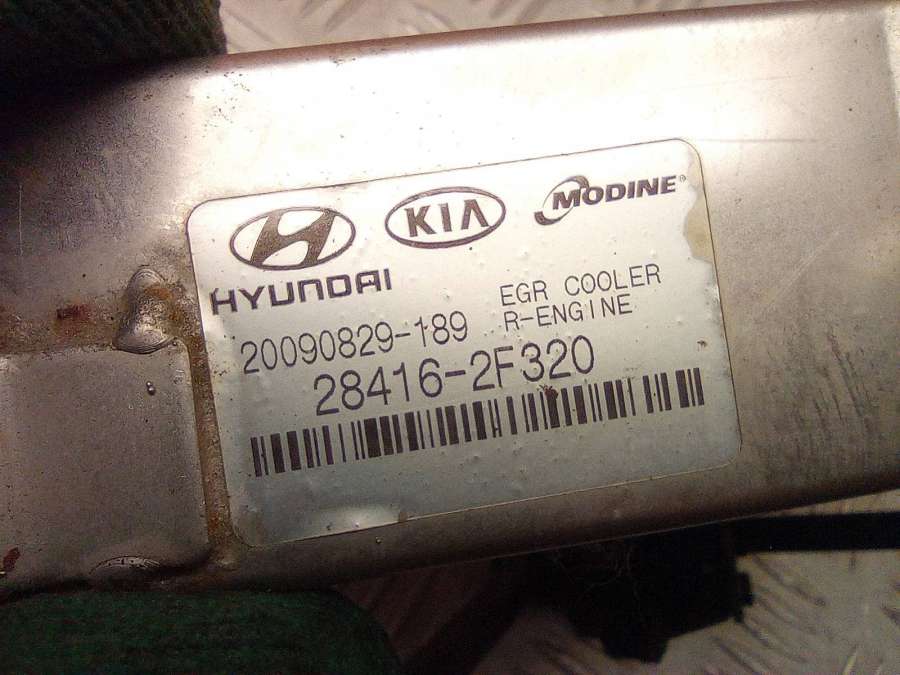 HYUNDAI
KIA
MODINE®
20090829-189
EGR COOLER
R-ENGINE
28416-2F320